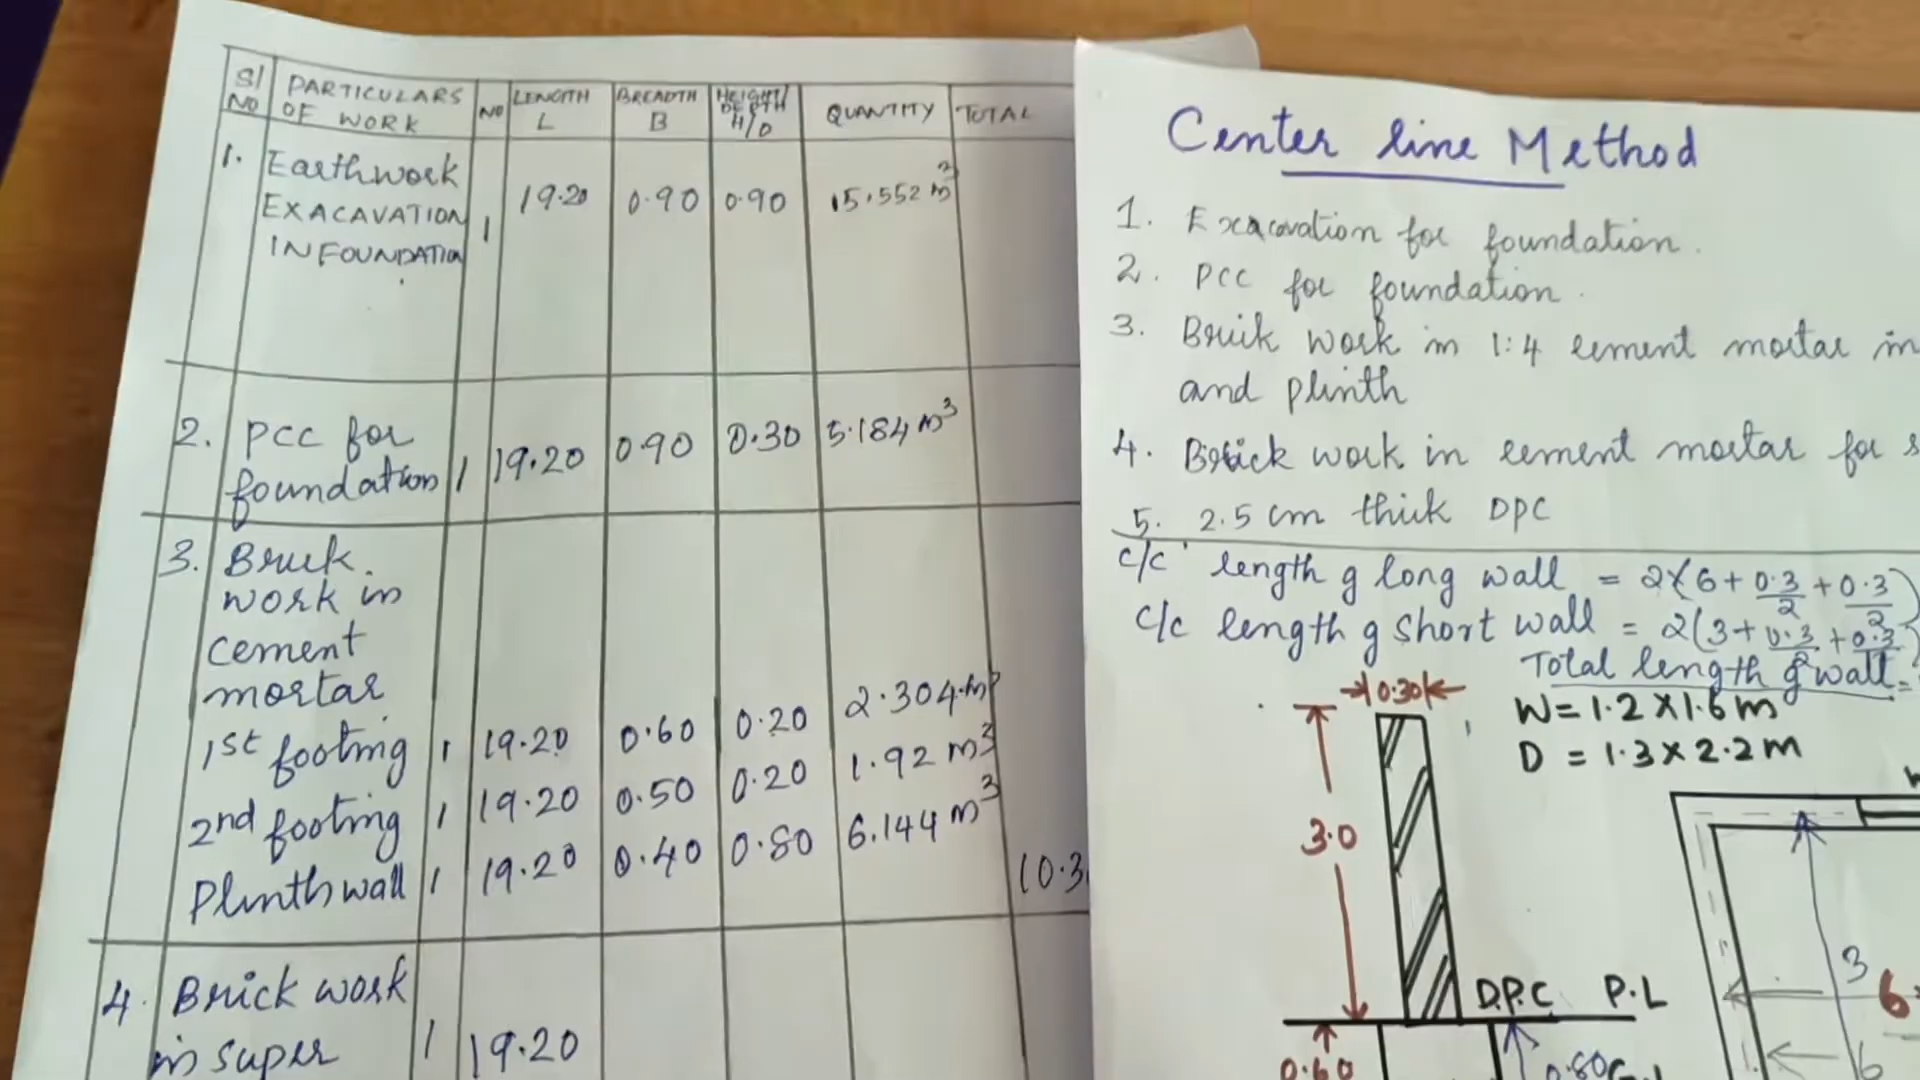 Sl NO PARTICULARS OF WORK NO LENGTH L BREADTH B HEIGHT/ DEPTH H/D QUANTITY TOTAL
1. Earthwork
EXACAVATION
IN FOUNDATION 1 19.20 0.90 0.90 15.552 m³
2. PCC for
foundation 1 19.20 0.90 0.30 5.184 m³
3. Brick
work in
cement
mortar
1st footing 1 19.20 0.60 0.20 2.304 m³
2nd footing 1 19.20 0.50 0.20 1.92 m³
Plinth wall 1 19.20 0.40 0.80 6.144 m³
10.3
4. Brick work
in super 1 19.20
Center line Method
1. Exacavation for foundation.
2. PCC for foundation.
3. Brick work in 1:4 cement mortar in
and plinth
4. Brick work in cement mortar for s
5. 2.5 cm thick DPC
c/c length of long wall = 2(6 + 0.3/2 + 0.3/2)
c/c length of short wall = 2(3 + 0.3/2 + 0.3/2)
Total length of wall =
0.30
W = 1.2 X 1.6 m
D = 1.3 X 2.2 m
3.0
D.P.C P.L
0.60
0.80 G.L
3
6
6